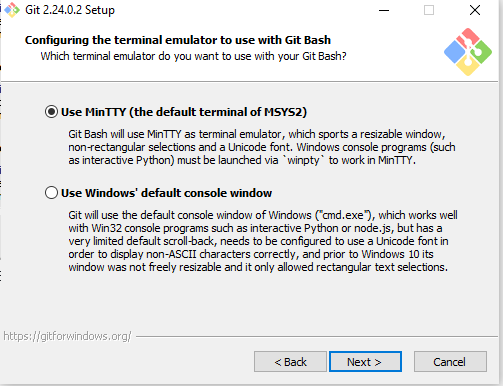 Git 2.24.0.2 Setup
Configuring the terminal emulator to use with Git Bash
Which terminal emulator do you want to use with your Git Bash?
Use MinTTY (the default terminal of MSYS2)
Git Bash will use MinTTY as terminal emulator, which sports a resizable window,
non-rectangular selections and a Unicode font. Windows console programs (such
as interactive Python) must be launched via `winpty` to work in MinTTY.
Use Windows' default console window
Git will use the default console window of Windows ("cmd.exe"), which works well
with Win32 console programs such as interactive Python or node.js, but has a
very limited default scroll-back, needs to be configured to use a Unicode font in
order to display non-ASCII characters correctly, and prior to Windows 10 its
window was not freely resizable and it only allowed rectangular text selections.
https://gitforwindows.org/
< Back Next > Cancel